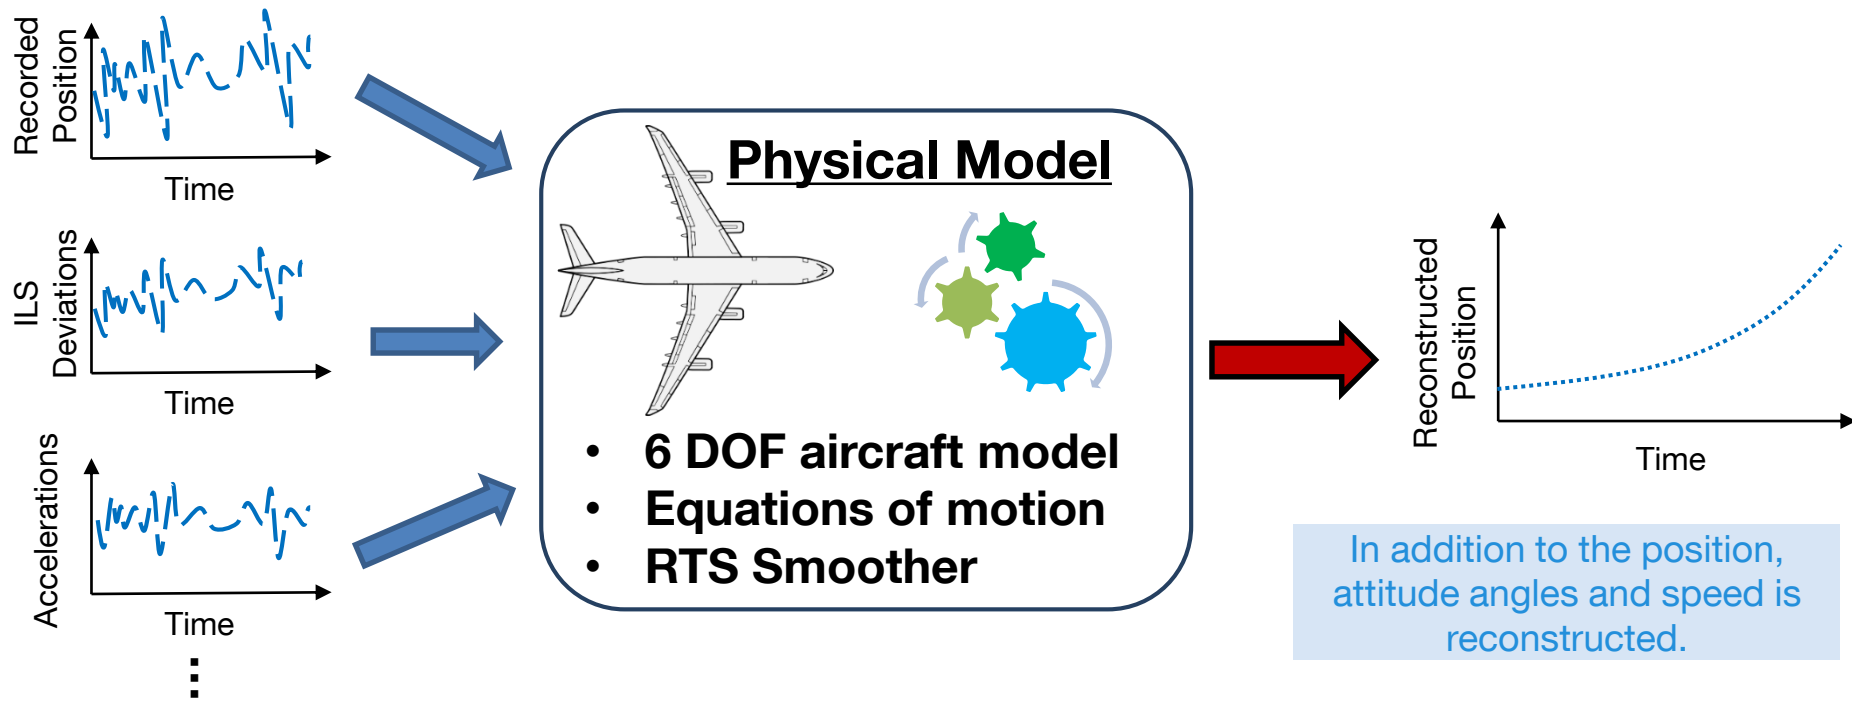 Recorded
Position
Time
ILS
Deviations
Time
Accelerations
Time
Physical Model
• 6 DOF aircraft model
• Equations of motion
• RTS Smoother
Reconstructed
Position
Time
In addition to the position,
attitude angles and speed is
reconstructed.